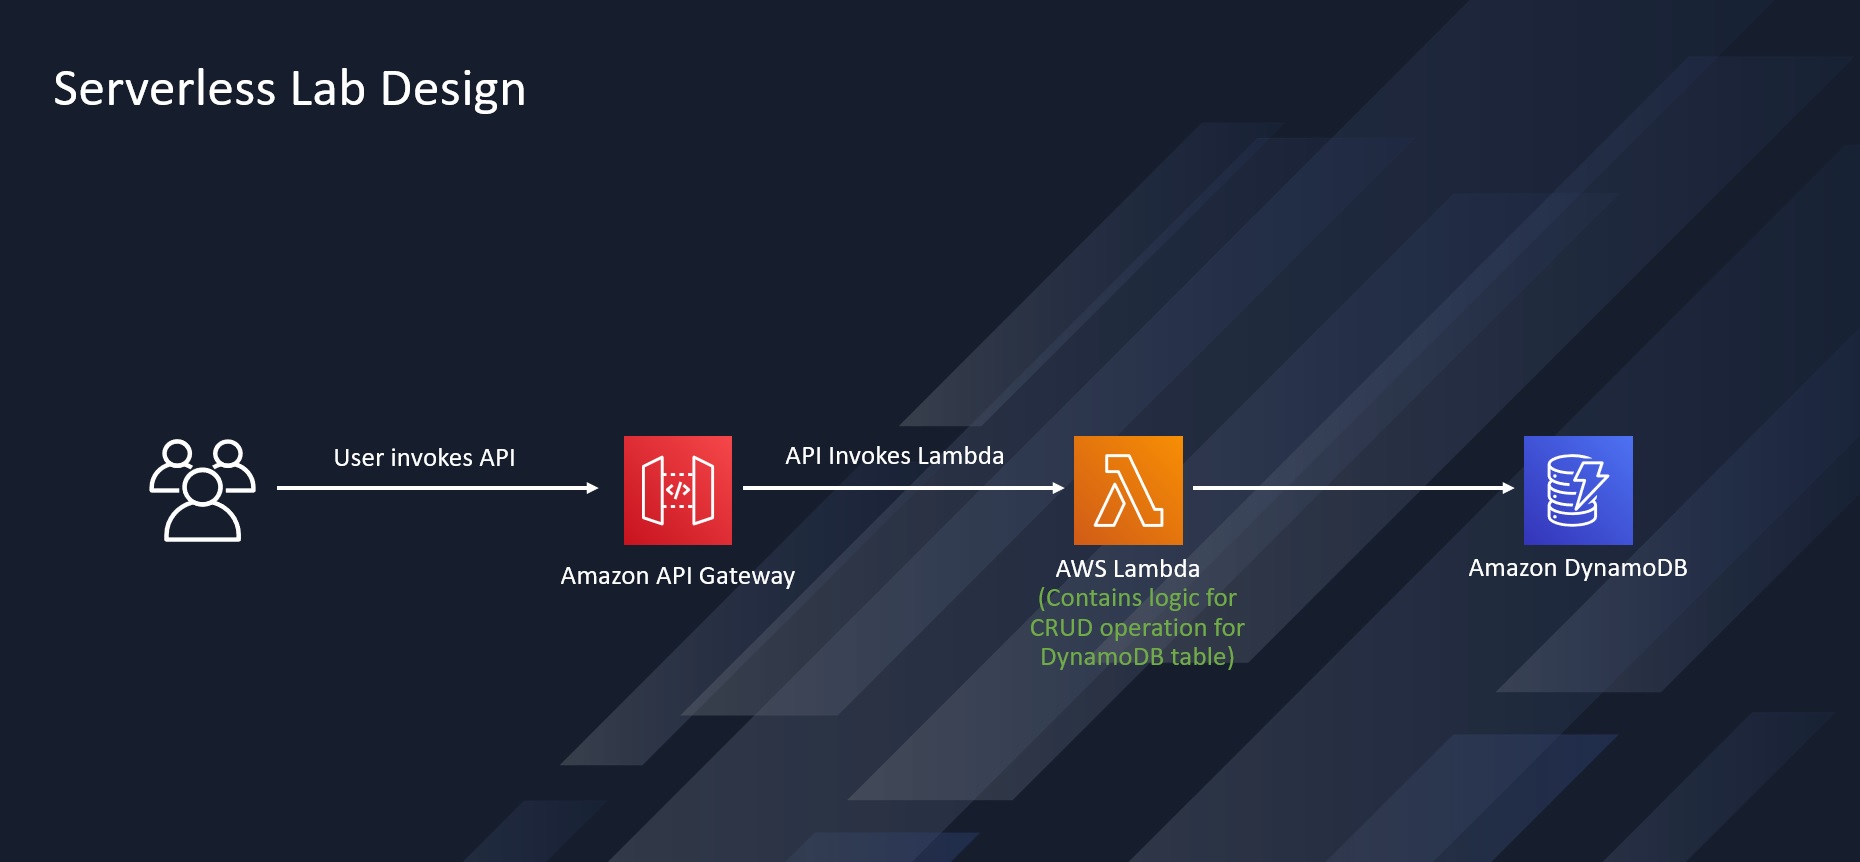 Serverless Lab Design
User invokes API
API Invokes Lambda
Amazon API Gateway
AWS Lambda
(Contains logic for
CRUD operation for
DynamoDB table)
Amazon DynamoDB